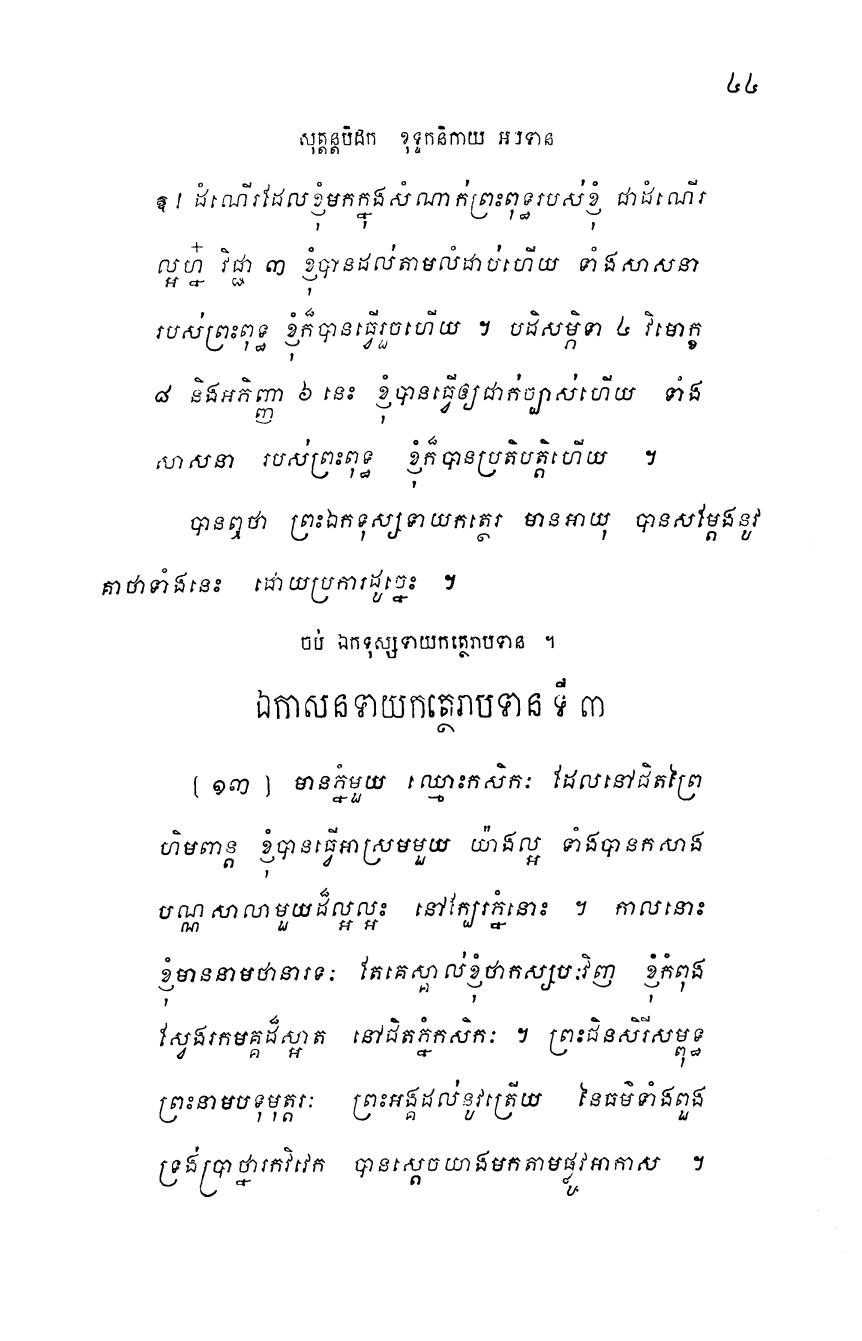 ៤៤
សុត្តន្តបិដក ខុទ្ទកនិកាយ អបទាន
ឱ! ដំណើរដែលខ្ញុំមកក្នុងសំណាក់ព្រះពុទ្ធរបស់ខ្ញុំ ជាដំណើរ
ល្អហ្ន៎ វិជ្ជា ៣ ខ្ញុំបានដល់តាមលំដាប់ហើយ ទាំងសាសនា
របស់ព្រះពុទ្ធ ខ្ញុំក៏បានធ្វើរួចហើយ ។ បដិសម្ភិទា ៤ វិមោក្ខ
៨ និងអភិញ្ញា ៦ នេះ ខ្ញុំបានធ្វើឲ្យជាក់ច្បាស់ហើយ ទាំង
សាសនា របស់ព្រះពុទ្ធ ខ្ញុំក៏បានប្រតិបត្តិហើយ ។
បានឮថា ព្រះឯកទុស្សទាយកត្ថេរ មានអាយុ បានសម្តែងនូវ
គាថាទាំងនេះ ដោយប្រការដូច្នេះ ៕
ចប់ ឯកទុស្សទាយកត្ថេរាបទាន ។
ឯកាសនទាយកត្ថេរាបទាន ទី ៣
[១៣] មានភ្នំមួយ ឈ្មោះកសិកៈ ដែលនៅជិតព្រៃ
ហិមពាន្ត ខ្ញុំបានធ្វើអាស្រមមួយ យ៉ាងល្អ ទាំងបានកសាង
បណ្ណសាលាមួយដ៏ល្អល្អះ នៅក្បែរភ្នំនោះ ។ កាលនោះ
ខ្ញុំមាននាមថានារទៈ តែគេស្គាល់ខ្ញុំថាកស្សបៈវិញ ខ្ញុំកំពុង
ស្វែងរកមគ្គដ៏ស្អាត នៅជិតភ្នំកសិកៈ ។ ព្រះជិនសិរីសម្ពុទ្ធ
ព្រះនាមបទុមុត្តរៈ ព្រះអង្គដល់នូវត្រើយ នៃធម៌ទាំងពួង
ទ្រង់ប្រាថ្នារកវិវេក បានស្តេចយាងមកតាមផ្លូវអាកាស ។